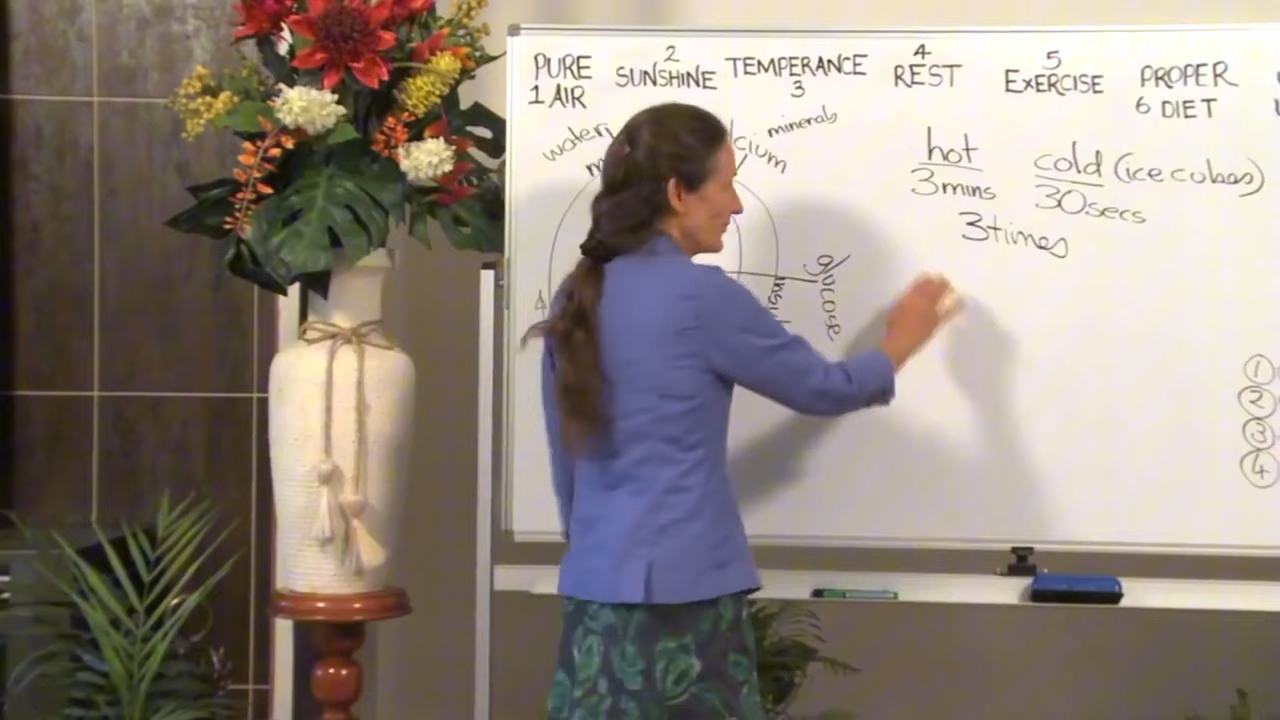 PURE
1 AIR
2
SUNSHINE
TEMPERANCE
3
4
REST
5
EXERCISE
PROPER
6 DIET
minerals
hot
3mins
cold (ice cubes)
30secs
3times
glucose
1
2
3
4